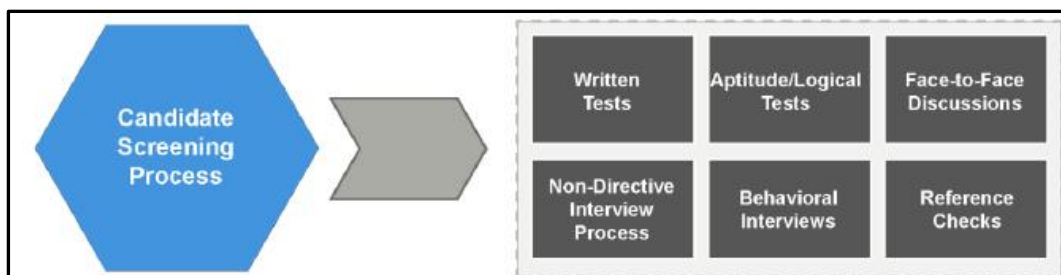 Candidate
Screening
Process
Written
Tests
Aptitude/Logical
Tests
Face-to-Face
Discussions
Non-Directive
Interview
Process
Behavioral
Interviews
Reference
Checks